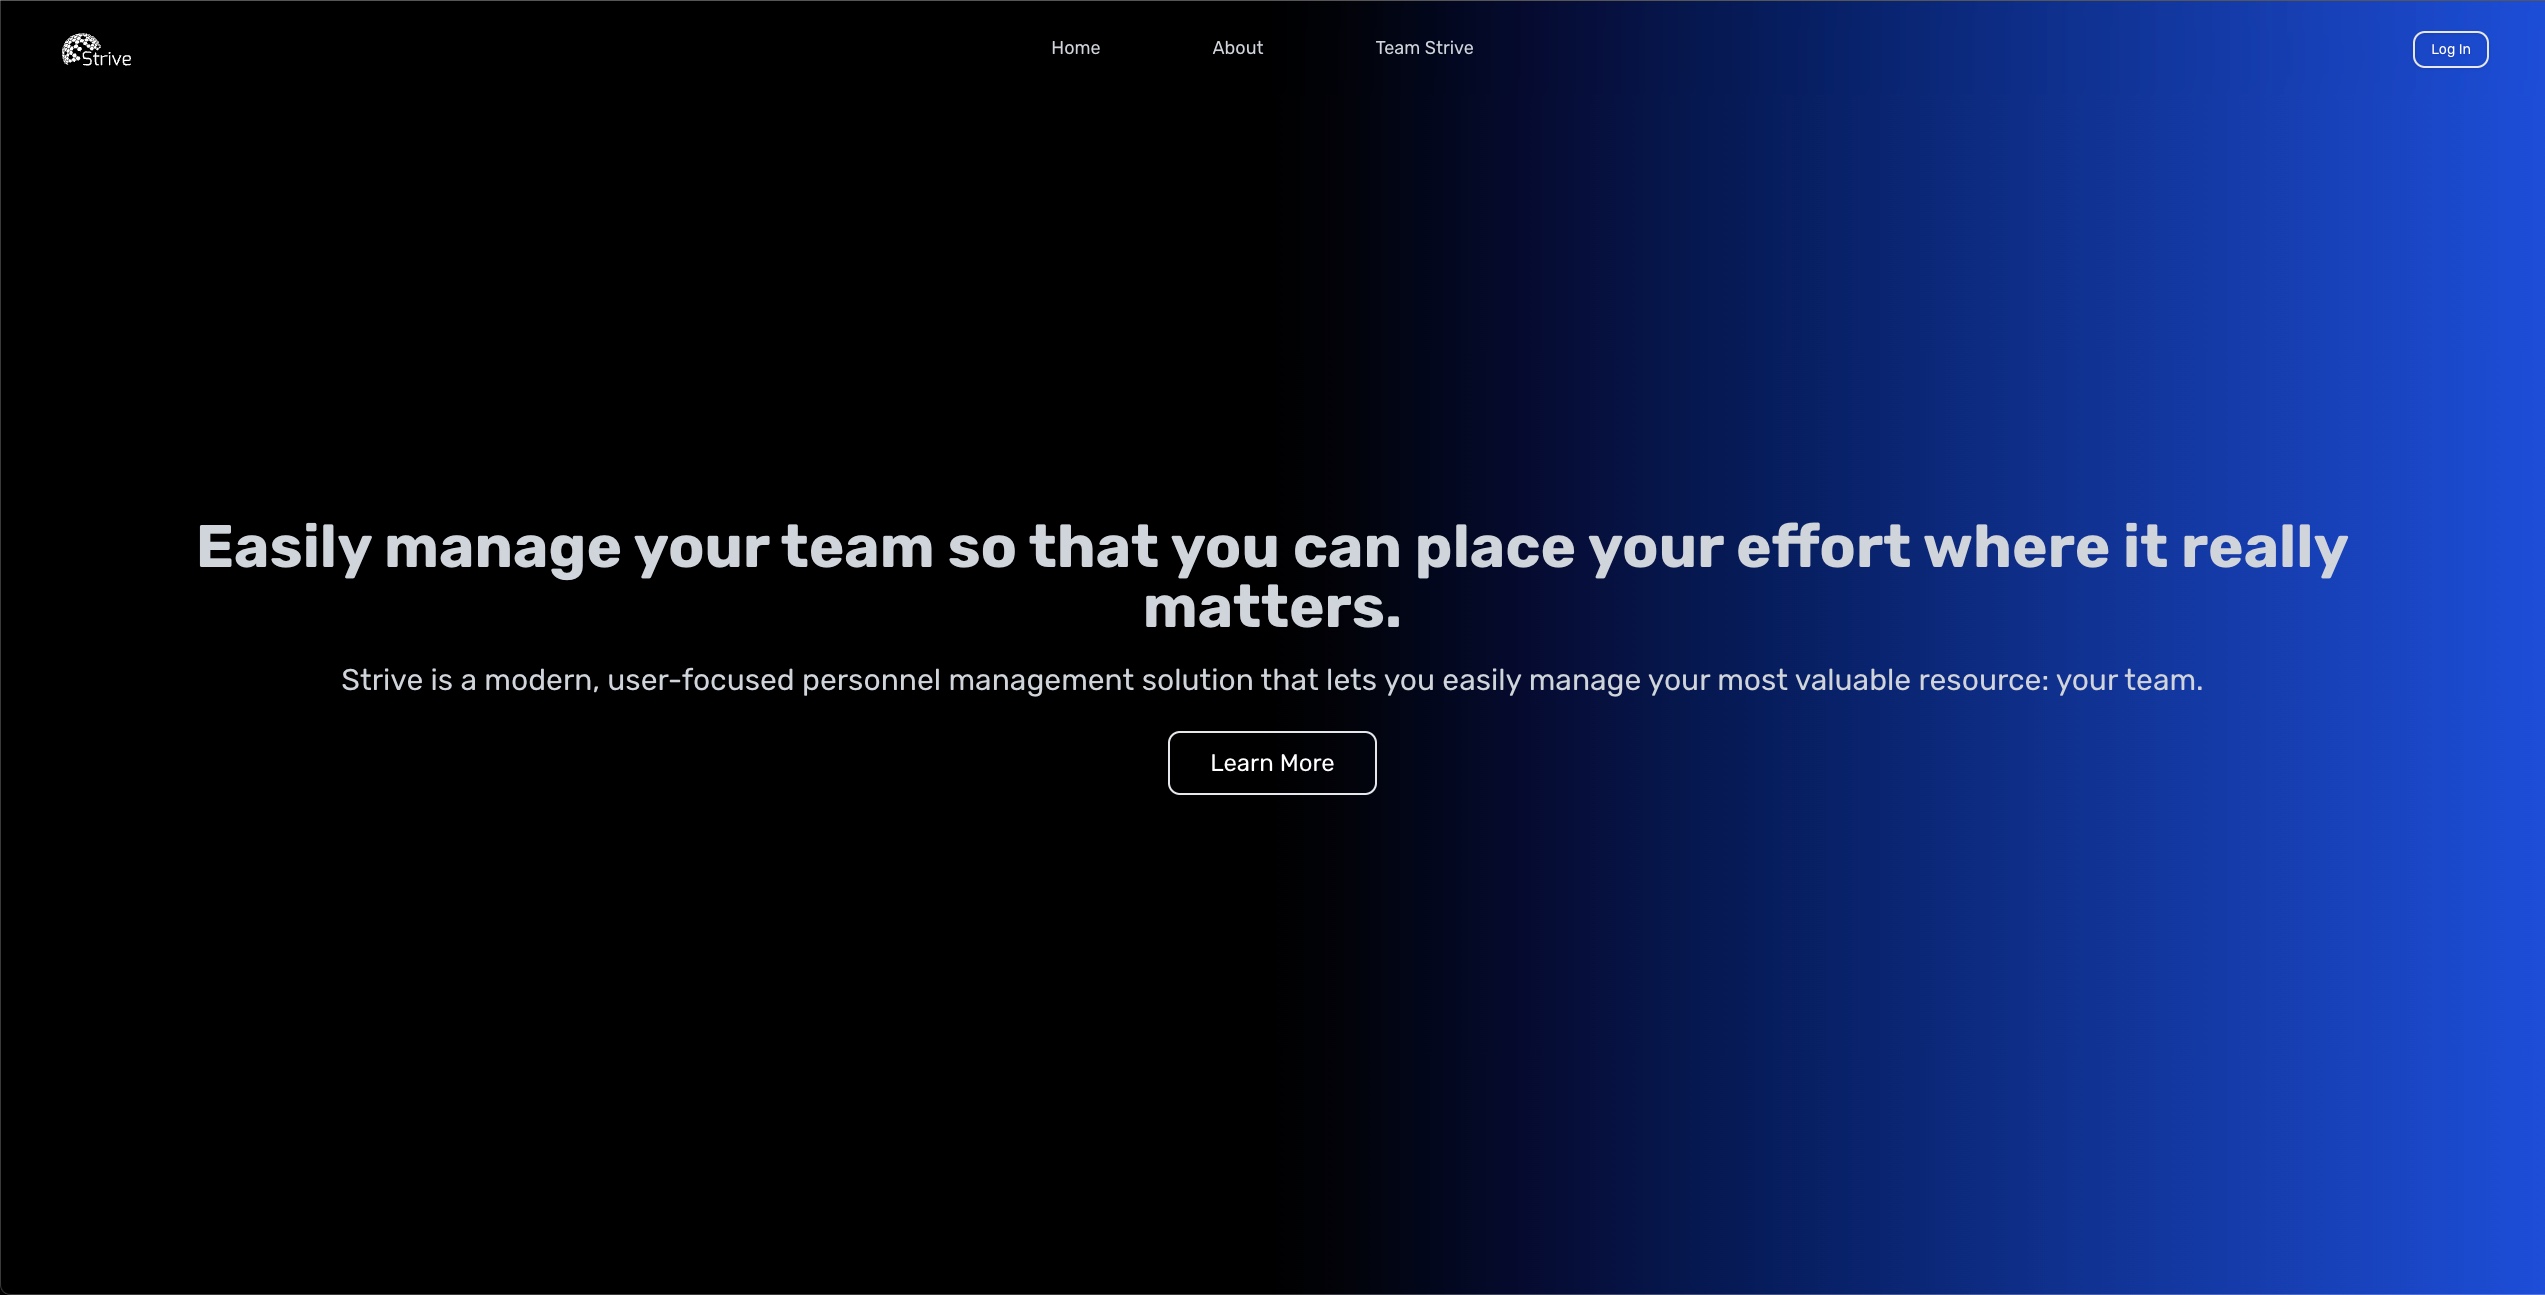 Strive
Home
About
Team Strive
Log In
Easily manage your team so that you can place your effort where it really
matters.
Strive is a modern, user-focused personnel management solution that lets you easily manage your most valuable resource: your team.
Learn More